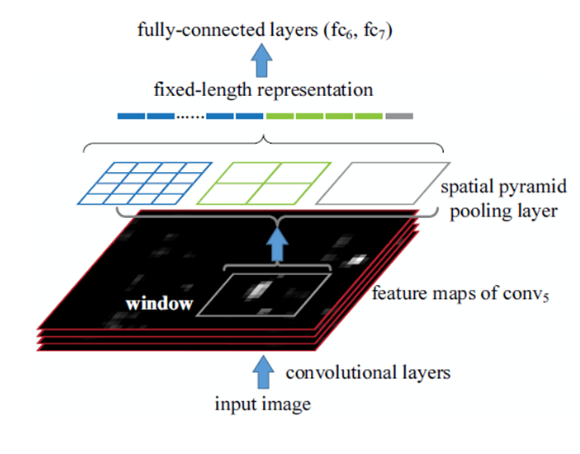 fully-connected layers (fc₆, fc₇)
fixed-length representation
......
spatial pyramid
pooling layer
window
feature maps of conv₅
convolutional layers
input image